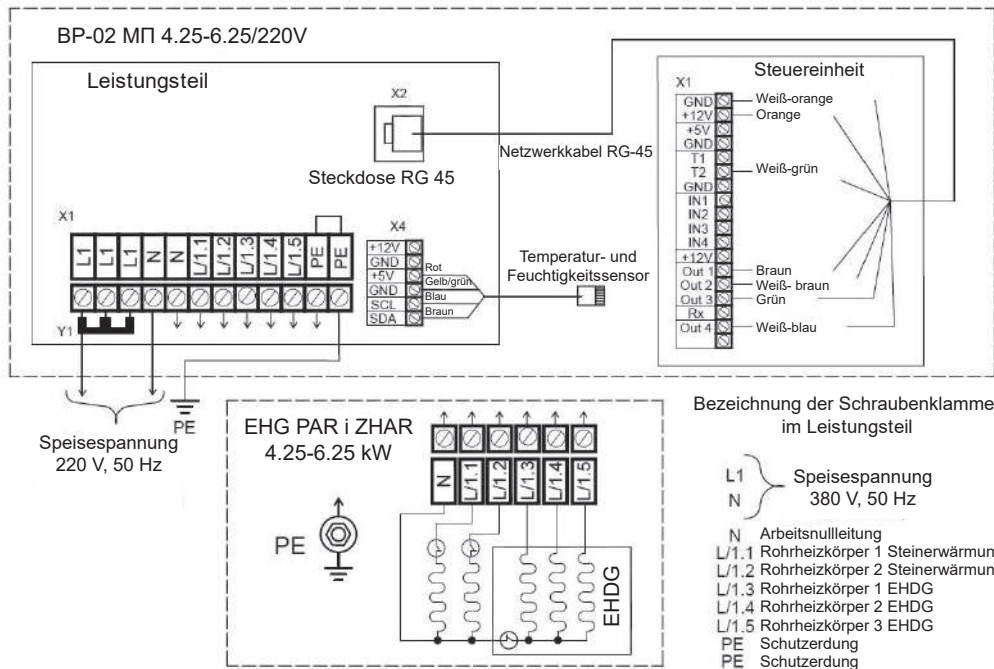 BP-02 МП 4.25-6.25/220V
Leistungsteil
X2
Steckdose RG 45
Netzwerkkabel RG-45
Steuereinheit
X1
GND
+12V
+5V
GND
T1
T2
GND
IN1
IN2
IN3
IN4
+12V
Out 1
Out 2
Out 3
Rx
Out 4
Weiß-orange
Orange
Weiß-grün
Braun
Weiß- braun
Grün
Weiß-blau
X1
L1
L1
L1
N
N
L/1.1
L/1.2
L/1.3
L/1.4
L/1.5
PE
PE
Y1
X4
+12V
GND
+5V
GND
SCL
SDA
Rot
Gelb/grün
Blau
Braun
Temperatur- und
Feuchtigkeitssensor
PE
Speisespannung
220 V, 50 Hz
EHG PAR i ZHAR
4.25-6.25 kW
PE
N
L/1.1
L/1.2
L/1.3
L/1.4
L/1.5
EHDG
Bezeichnung der Schraubenklamme
im Leistungsteil
L1
N
Speisespannung
380 V, 50 Hz
N Arbeitsnullleitung
L/1.1 Rohrheizkörper 1 Steinerwärmun
L/1.2 Rohrheizkörper 2 Steinerwärmun
L/1.3 Rohrheizkörper 1 EHDG
L/1.4 Rohrheizkörper 2 EHDG
L/1.5 Rohrheizkörper 3 EHDG
PE Schutzerdung
PE Schutzerdung